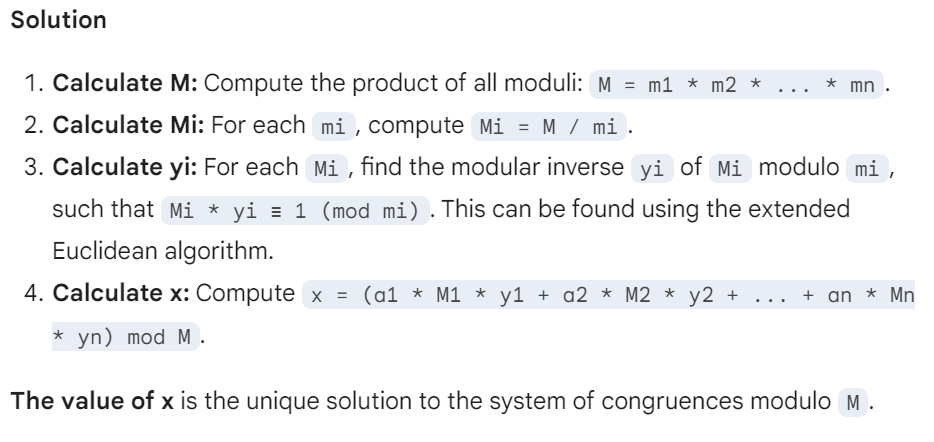 Solution
1. Calculate M: Compute the product of all moduli: M = m1 * m2 * ... * mn.
2. Calculate Mi: For each mi, compute Mi = M / mi.
3. Calculate yi: For each Mi, find the modular inverse yi of Mi modulo mi,
such that Mi * yi ≡ 1 (mod mi). This can be found using the extended
Euclidean algorithm.
4. Calculate x: Compute x = (a1 * M1 * y1 + a2 * M2 * y2 + ... + an * Mn
* yn) mod M.
The value of x is the unique solution to the system of congruences modulo M.